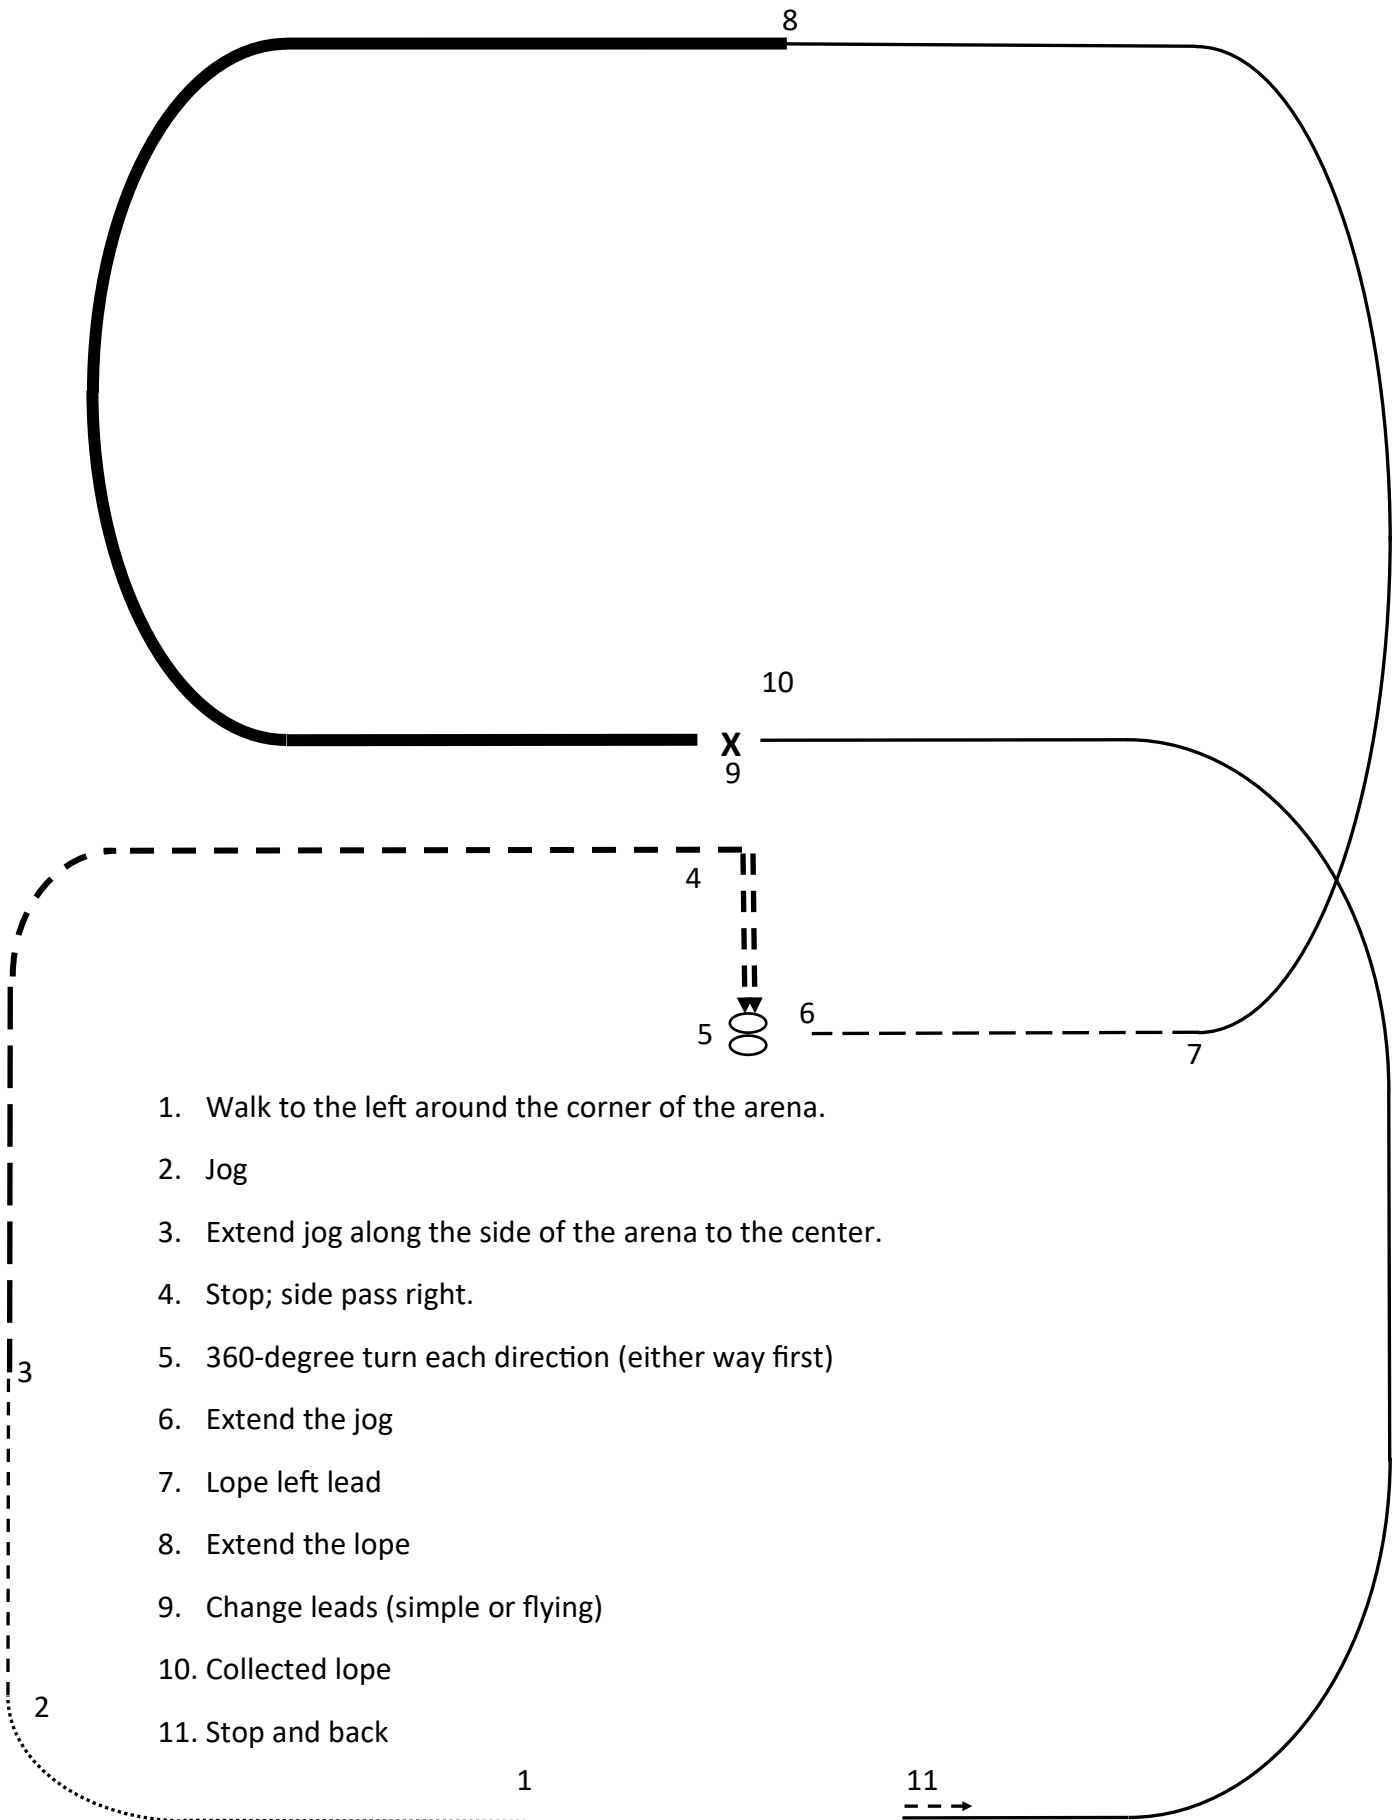 8
10
X
9
4
6
5
7
1. Walk to the left around the corner of the arena.
2. Jog
3. Extend jog along the side of the arena to the center.
4. Stop; side pass right.
5. 360-degree turn each direction (either way first)
3
6. Extend the jog
7. Lope left lead
8. Extend the lope
9. Change leads (simple or flying)
10. Collected lope
2
11. Stop and back
1
11